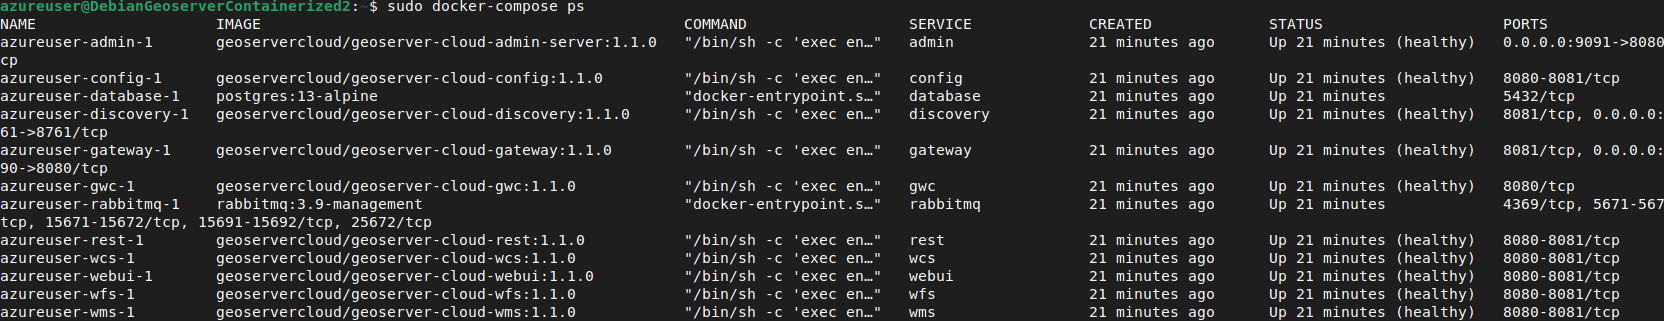 azureuser@DebianGeoserverContainerized2:~$ sudo docker-compose ps
NAME IMAGE COMMAND SERVICE CREATED STATUS PORTS
azureuser-admin-1 geoservercloud/geoserver-cloud-admin-server:1.1.0 "/bin/sh -c 'exec en…" admin 21 minutes ago Up 21 minutes (healthy) 0.0.0.0:9091->8080
cp
azureuser-config-1 geoservercloud/geoserver-cloud-config:1.1.0 "/bin/sh -c 'exec en…" config 21 minutes ago Up 21 minutes (healthy) 8080-8081/tcp
azureuser-database-1 postgres:13-alpine "docker-entrypoint.s…" database 21 minutes ago Up 21 minutes 5432/tcp
azureuser-discovery-1 geoservercloud/geoserver-cloud-discovery:1.1.0 "/bin/sh -c 'exec en…" discovery 21 minutes ago Up 21 minutes (healthy) 8081/tcp, 0.0.0.0:
61->8761/tcp
azureuser-gateway-1 geoservercloud/geoserver-cloud-gateway:1.1.0 "/bin/sh -c 'exec en…" gateway 21 minutes ago Up 21 minutes (healthy) 8081/tcp, 0.0.0.0:
90->8080/tcp
azureuser-gwc-1 geoservercloud/geoserver-cloud-gwc:1.1.0 "/bin/sh -c 'exec en…" gwc 21 minutes ago Up 21 minutes (healthy) 8080/tcp
azureuser-rabbitmq-1 rabbitmq:3.9-management "docker-entrypoint.s…" rabbitmq 21 minutes ago Up 21 minutes 4369/tcp, 5671-567
tcp, 15671-15672/tcp, 15691-15692/tcp, 25672/tcp
azureuser-rest-1 geoservercloud/geoserver-cloud-rest:1.1.0 "/bin/sh -c 'exec en…" rest 21 minutes ago Up 21 minutes (healthy) 8080-8081/tcp
azureuser-wcs-1 geoservercloud/geoserver-cloud-wcs:1.1.0 "/bin/sh -c 'exec en…" wcs 21 minutes ago Up 21 minutes (healthy) 8080-8081/tcp
azureuser-webui-1 geoservercloud/geoserver-cloud-webui:1.1.0 "/bin/sh -c 'exec en…" webui 21 minutes ago Up 21 minutes (healthy) 8080-8081/tcp
azureuser-wfs-1 geoservercloud/geoserver-cloud-wfs:1.1.0 "/bin/sh -c 'exec en…" wfs 21 minutes ago Up 21 minutes (healthy) 8080-8081/tcp
azureuser-wms-1 geoservercloud/geoserver-cloud-wms:1.1.0 "/bin/sh -c 'exec en…" wms 21 minutes ago Up 21 minutes (healthy) 8080-8081/tcp